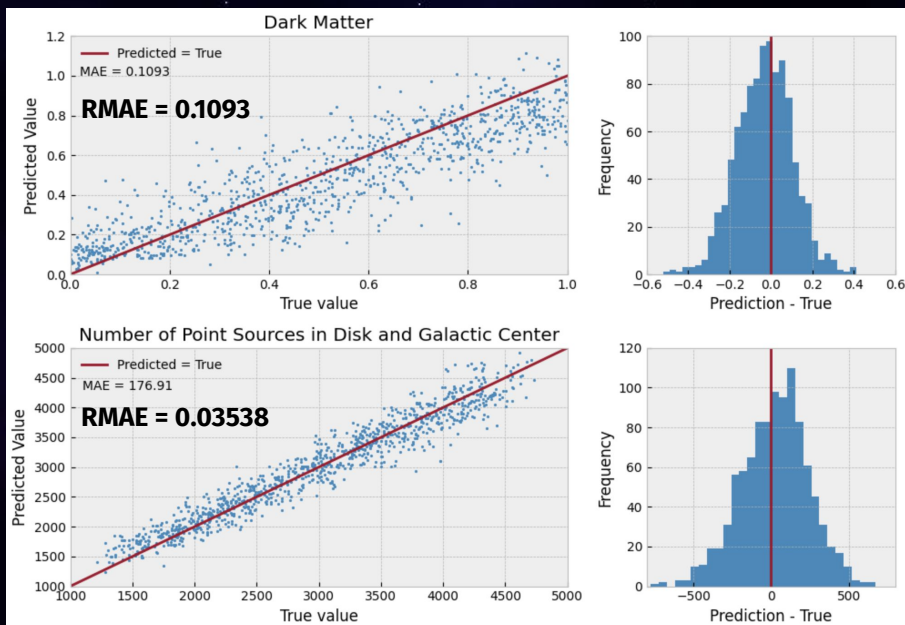 Dark Matter
1.2
1.0
0.8
0.6
0.4
0.2
0.0
Predicted Value
Predicted = True
MAE = 0.1093
RMAE = 0.1093
0.0 0.2 0.4 0.6 0.8 1.0
True value
100
80
60
40
20
0
Frequency
−0.6 −0.4 −0.2 0.0 0.2 0.4 0.6
Prediction - True
Number of Point Sources in Disk and Galactic Center
5000
4500
4000
3500
3000
2500
2000
1500
1000
Predicted Value
Predicted = True
MAE = 176.91
RMAE = 0.03538
1000 1500 2000 2500 3000 3500 4000 4500 5000
True value
120
100
80
60
40
20
0
Frequency
−500 0 500
Prediction - True